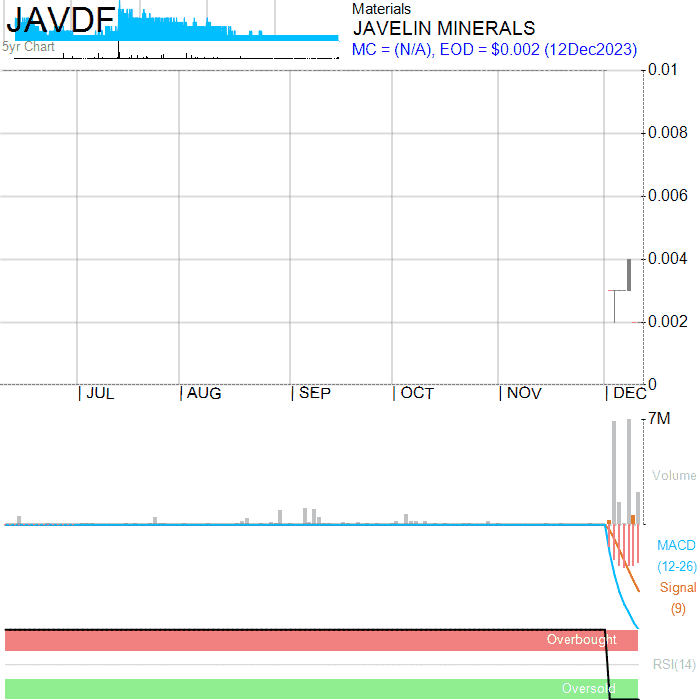 JAVDF
5yr Chart
Materials
JAVELIN MINERALS
MC = (N/A), EOD = $0.002 (12Dec2023)
0.01
0.008
0.006
0.004
0.002
0
JUL AUG SEP OCT NOV DEC
7M
Volume
MACD
(12-26)
Signal
(9)
Overbought
RSI(14)
Oversold